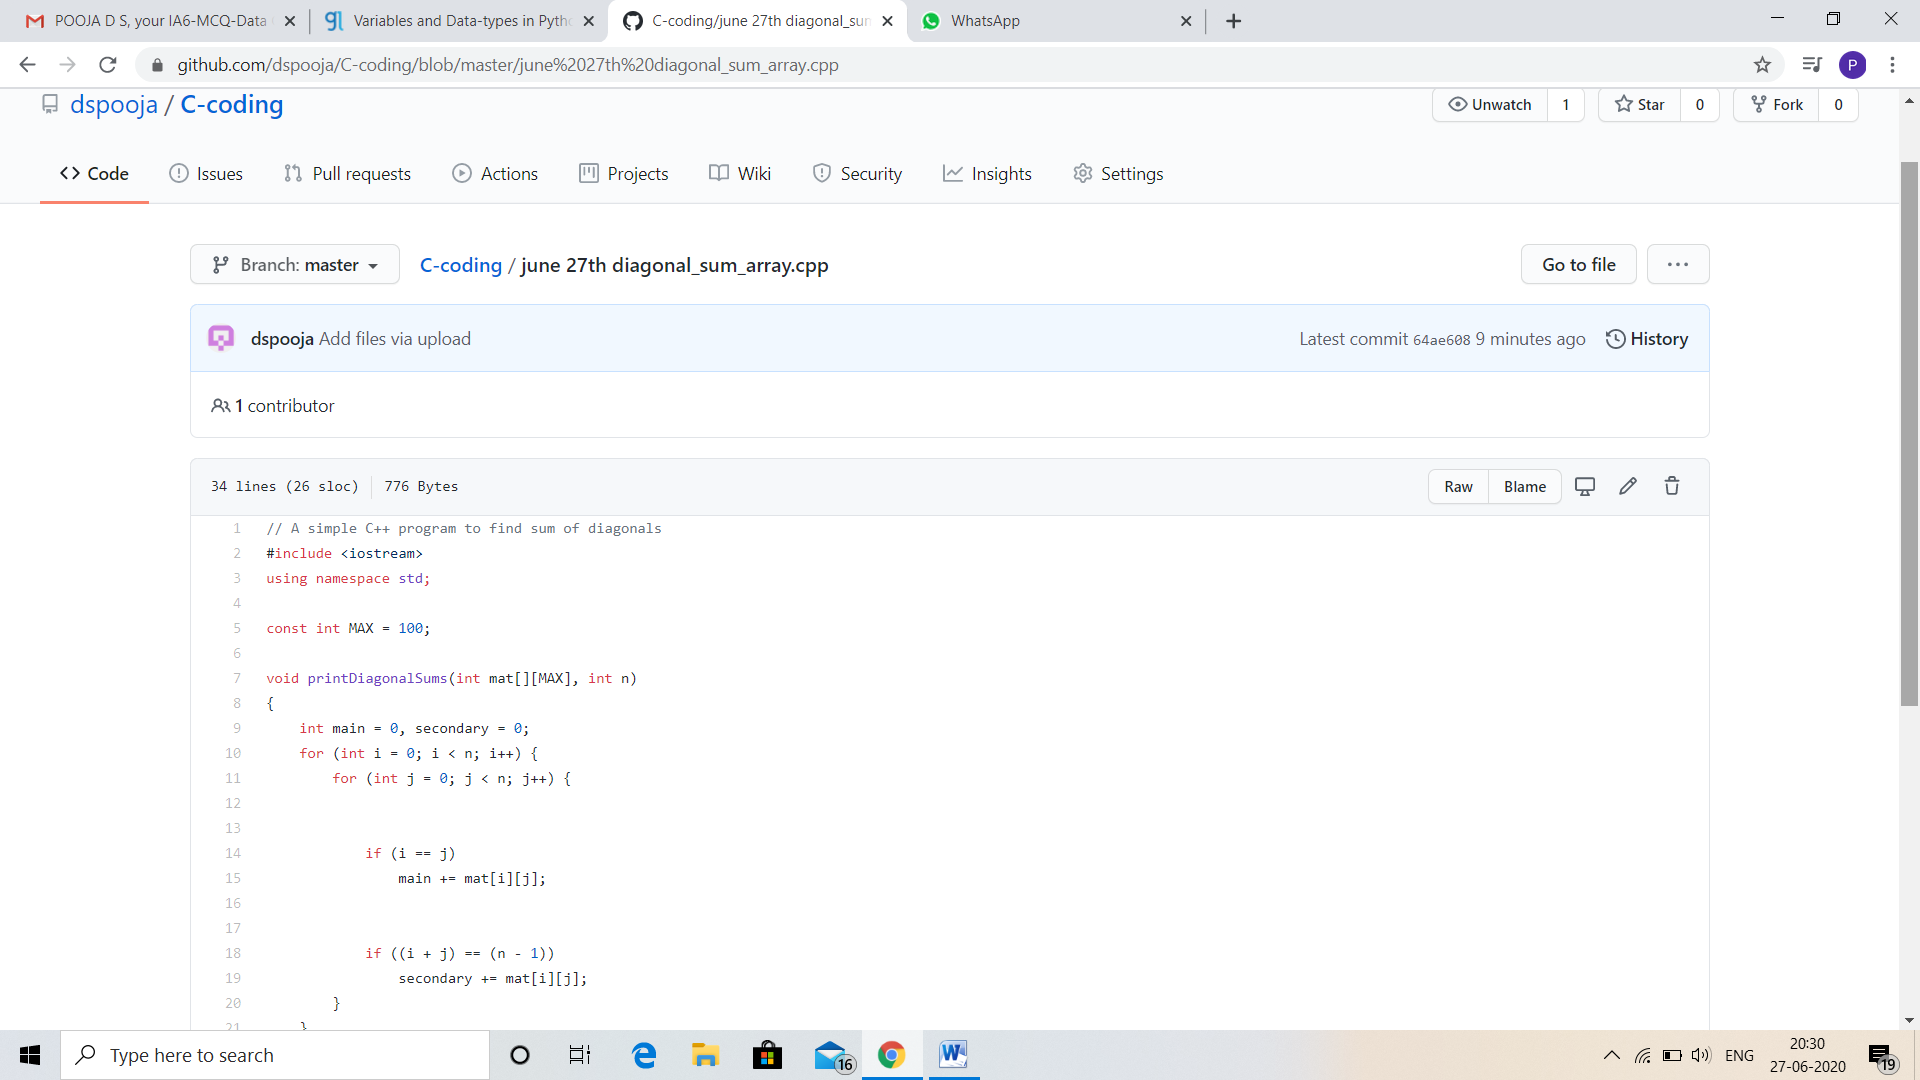 POOJA D S, your IA6-MCQ-Data
Variables and Data-types in Pytho
C-coding/june 27th diagonal_sum
WhatsApp
github.com/dspooja/C-coding/blob/master/june%2027th%20diagonal_sum_array.cpp
P
dspooja / C-coding
Unwatch 1
Star 0
Fork 0
Code
Issues
Pull requests
Actions
Projects
Wiki
Security
Insights
Settings
Branch: master
C-coding / june 27th diagonal_sum_array.cpp
Go to file
dspooja Add files via upload
Latest commit 64ae608 9 minutes ago
History
1 contributor
34 lines (26 sloc) 776 Bytes
Raw
Blame
1 // A simple C++ program to find sum of diagonals
2 #include <iostream>
3 using namespace std;
4
5 const int MAX = 100;
6
7 void printDiagonalSums(int mat[][MAX], int n)
8 {
9 int main = 0, secondary = 0;
10 for (int i = 0; i < n; i++) {
11 for (int j = 0; j < n; j++) {
12
13
14 if (i == j)
15 main += mat[i][j];
16
17
18 if ((i + j) == (n - 1))
19 secondary += mat[i][j];
20 }
21 }
Type here to search
16
ENG
20:30
27-06-2020
19